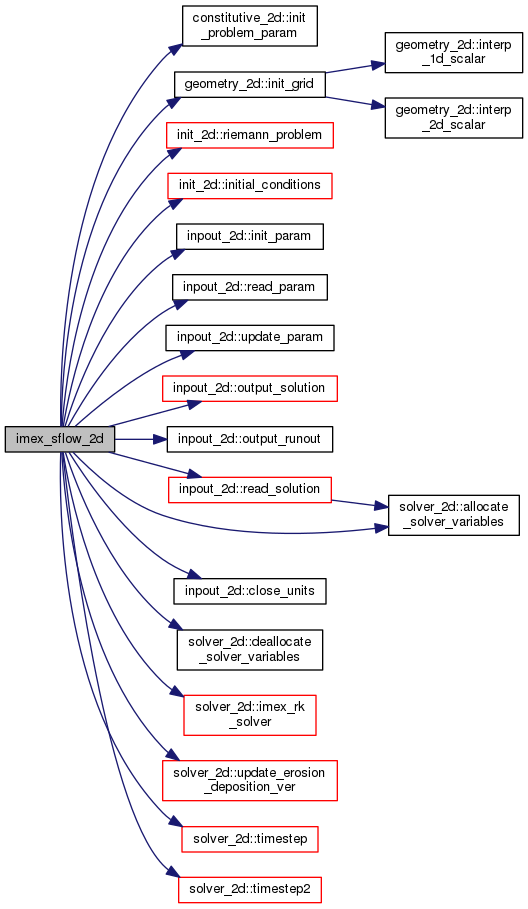 constitutive_2d::init
_problem_param
geometry_2d::interp
_1d_scalar
geometry_2d::init_grid
geometry_2d::interp
_2d_scalar
init_2d::riemann_problem
init_2d::initial_conditions
inpout_2d::init_param
inpout_2d::read_param
inpout_2d::update_param
inpout_2d::output_solution
imex_sflow_2d
inpout_2d::output_runout
inpout_2d::read_solution
solver_2d::allocate
_solver_variables
inpout_2d::close_units
solver_2d::deallocate
_solver_variables
solver_2d::imex_rk
_solver
solver_2d::update_erosion
_deposition_ver
solver_2d::timestep
solver_2d::timestep2